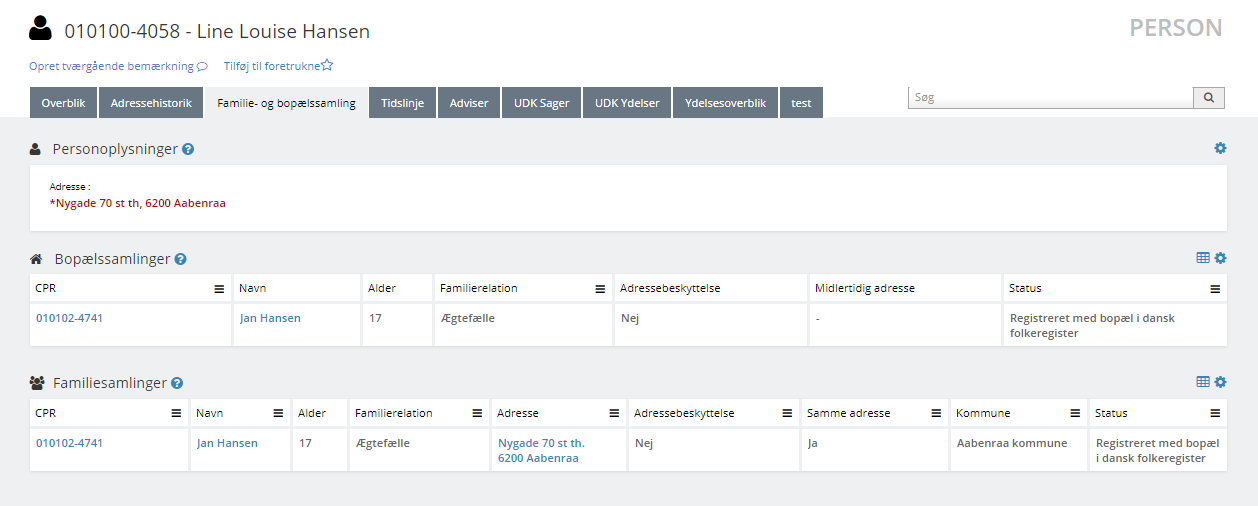 010100-4058 - Line Louise Hansen
PERSON
Opret tværgående bemærkning Tilføj til foretrukne
Overblik Adressehistorik Familie- og bopælssamling Tidslinje Adviser UDK Sager UDK Ydelser Ydelsesoverblik test
Søg
Personoplysninger
Adresse :
*Nygade 70 st th, 6200 Aabenraa
Bopælssamlinger
CPR Navn Alder Familierelation Adressebeskyttelse Midlertidig adresse Status
010102-4741 Jan Hansen 17 Ægtefælle Nej - Registreret med bopæl i dansk
folkeregister
Familiesamlinger
CPR Navn Alder Familierelation Adresse Adressebeskyttelse Samme adresse Kommune Status
010102-4741 Jan Hansen 17 Ægtefælle Nygade 70 st th. Nej Ja Aabenraa kommune Registreret med bopæl
6200 Aabenraa i dansk folkeregister